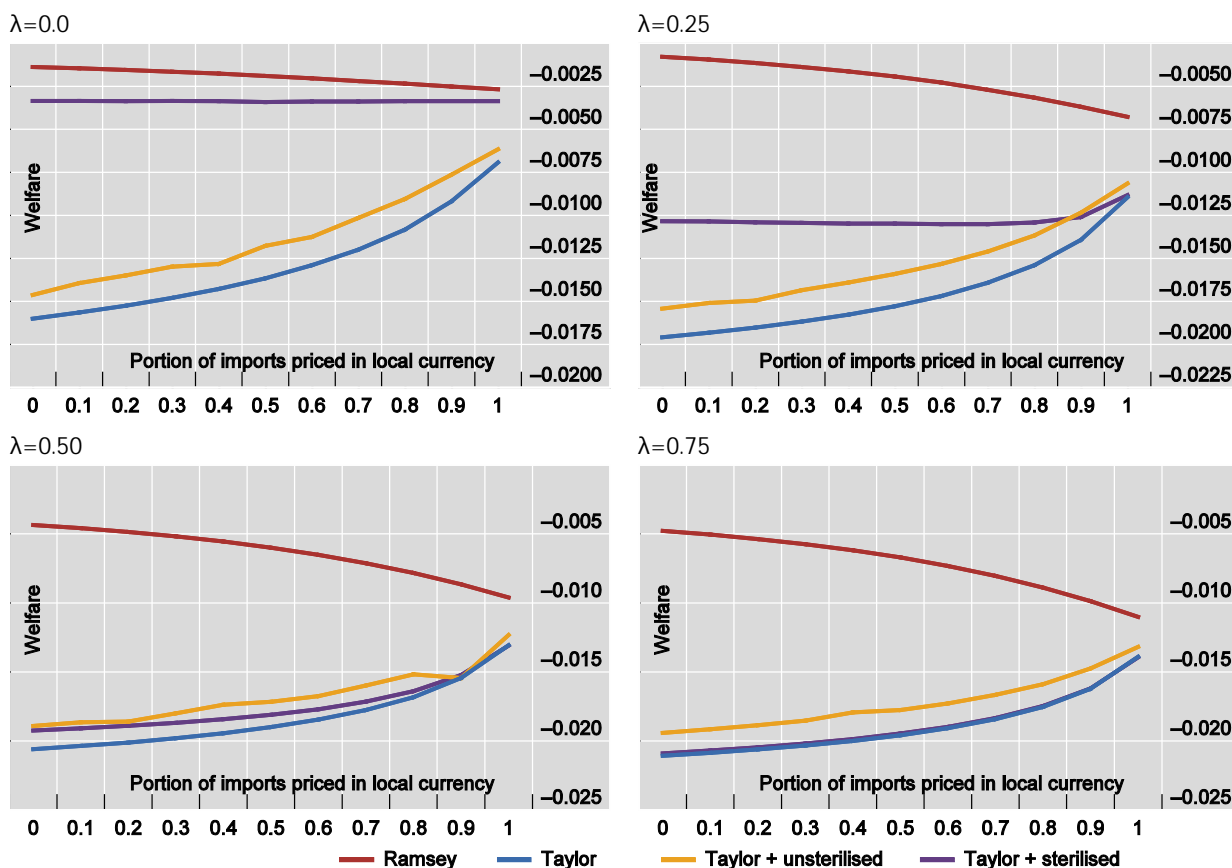 λ=0.0
Welfare
–0.0025
–0.0050
–0.0075
–0.0100
–0.0125
–0.0150
–0.0175
–0.0200
Portion of imports priced in local currency
0 0.1 0.2 0.3 0.4 0.5 0.6 0.7 0.8 0.9 1
λ=0.25
Welfare
–0.0050
–0.0075
–0.0100
–0.0125
–0.0150
–0.0175
–0.0200
–0.0225
Portion of imports priced in local currency
0 0.1 0.2 0.3 0.4 0.5 0.6 0.7 0.8 0.9 1
λ=0.50
Welfare
–0.005
–0.010
–0.015
–0.020
–0.025
Portion of imports priced in local currency
0 0.1 0.2 0.3 0.4 0.5 0.6 0.7 0.8 0.9 1
λ=0.75
Welfare
–0.005
–0.010
–0.015
–0.020
–0.025
Portion of imports priced in local currency
0 0.1 0.2 0.3 0.4 0.5 0.6 0.7 0.8 0.9 1
Ramsey Taylor Taylor + unsterilised Taylor + sterilised